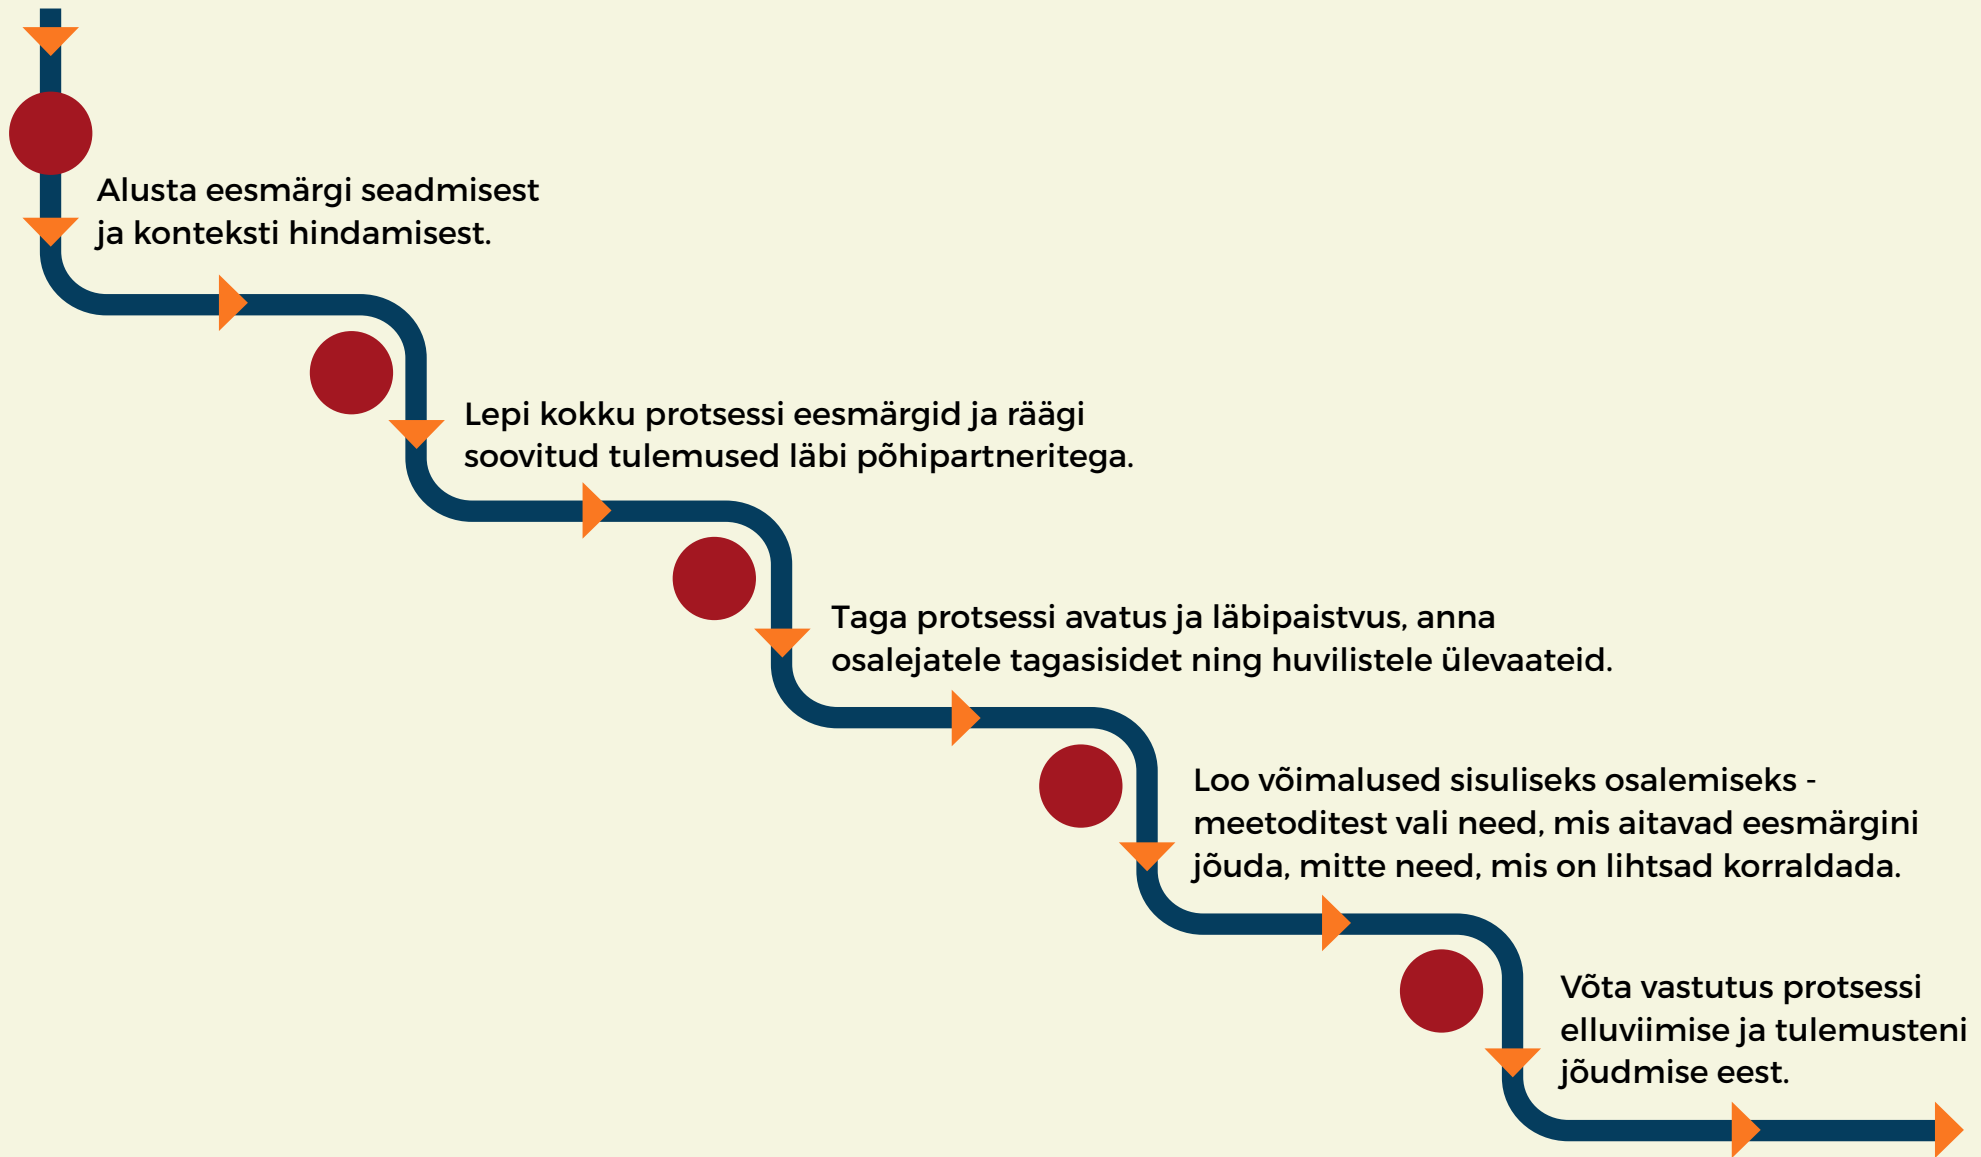 Alusta eesmärgi seadmisest
ja konteksti hindamisest.
Lepi kokku protsessi eesmärgid ja räägi
soovitud tulemused läbi põhipartneritega.
Taga protsessi avatus ja läbipaistvus, anna
osalejatele tagasisidet ning huvilistele ülevaateid.
Loo võimalused sisuliseks osalemiseks -
meetoditest vali need, mis aitavad eesmärgini
jõuda, mitte need, mis on lihtsad korraldada.
Võta vastutus protsessi
elluviimise ja tulemusteni
jõudmise eest.